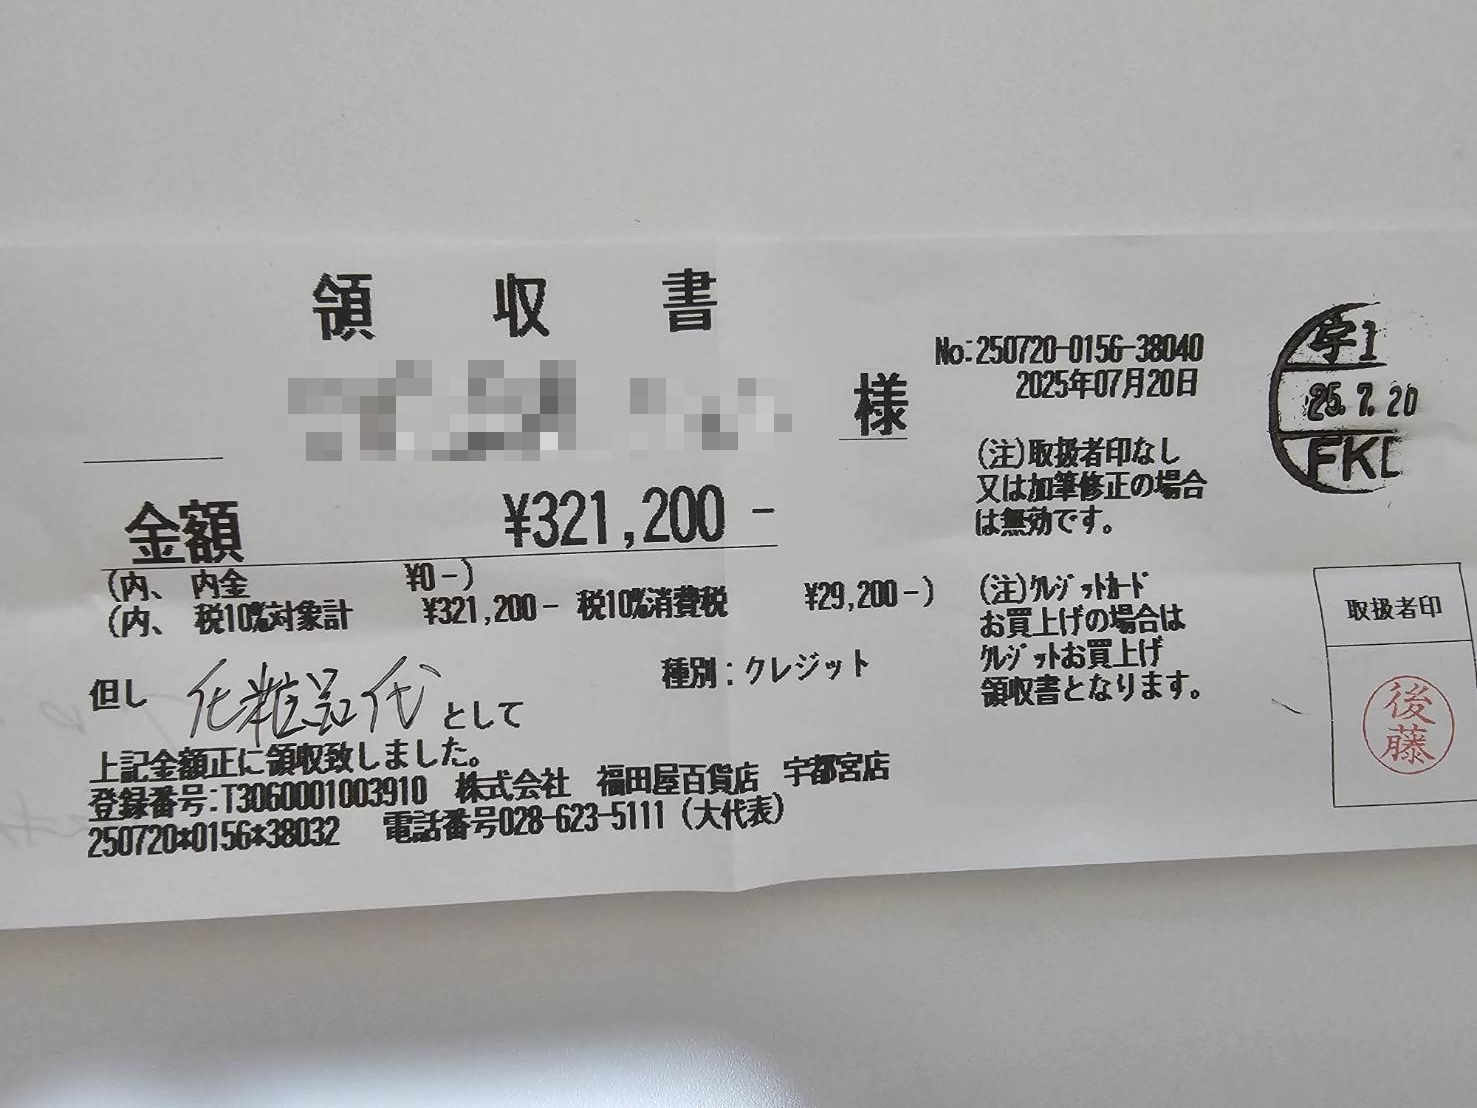 領収書
様
金額 ¥321,200-
(内、 内金 ¥0-)
(内、 税10%対象計 ¥321,200- 税10%消費税 ¥29,200-)
但し 化粧品代 として
種別:クレジット
上記金額正に領収致しました。
登録番号:T3060001003910 株式会社 福田屋百貨店 宇都宮店
250720*0156*38032 電話番号028-623-5111(大代表)
No:250720-0156-38040
2025年07月20日
(注)取扱者印なし
又は加筆修正の場合
は無効です。
(注)クレジットカード
お買上げの場合は
クレジットお買上げ
領収書となります。
宇1
25.7.20
FKD
取扱者印
後藤